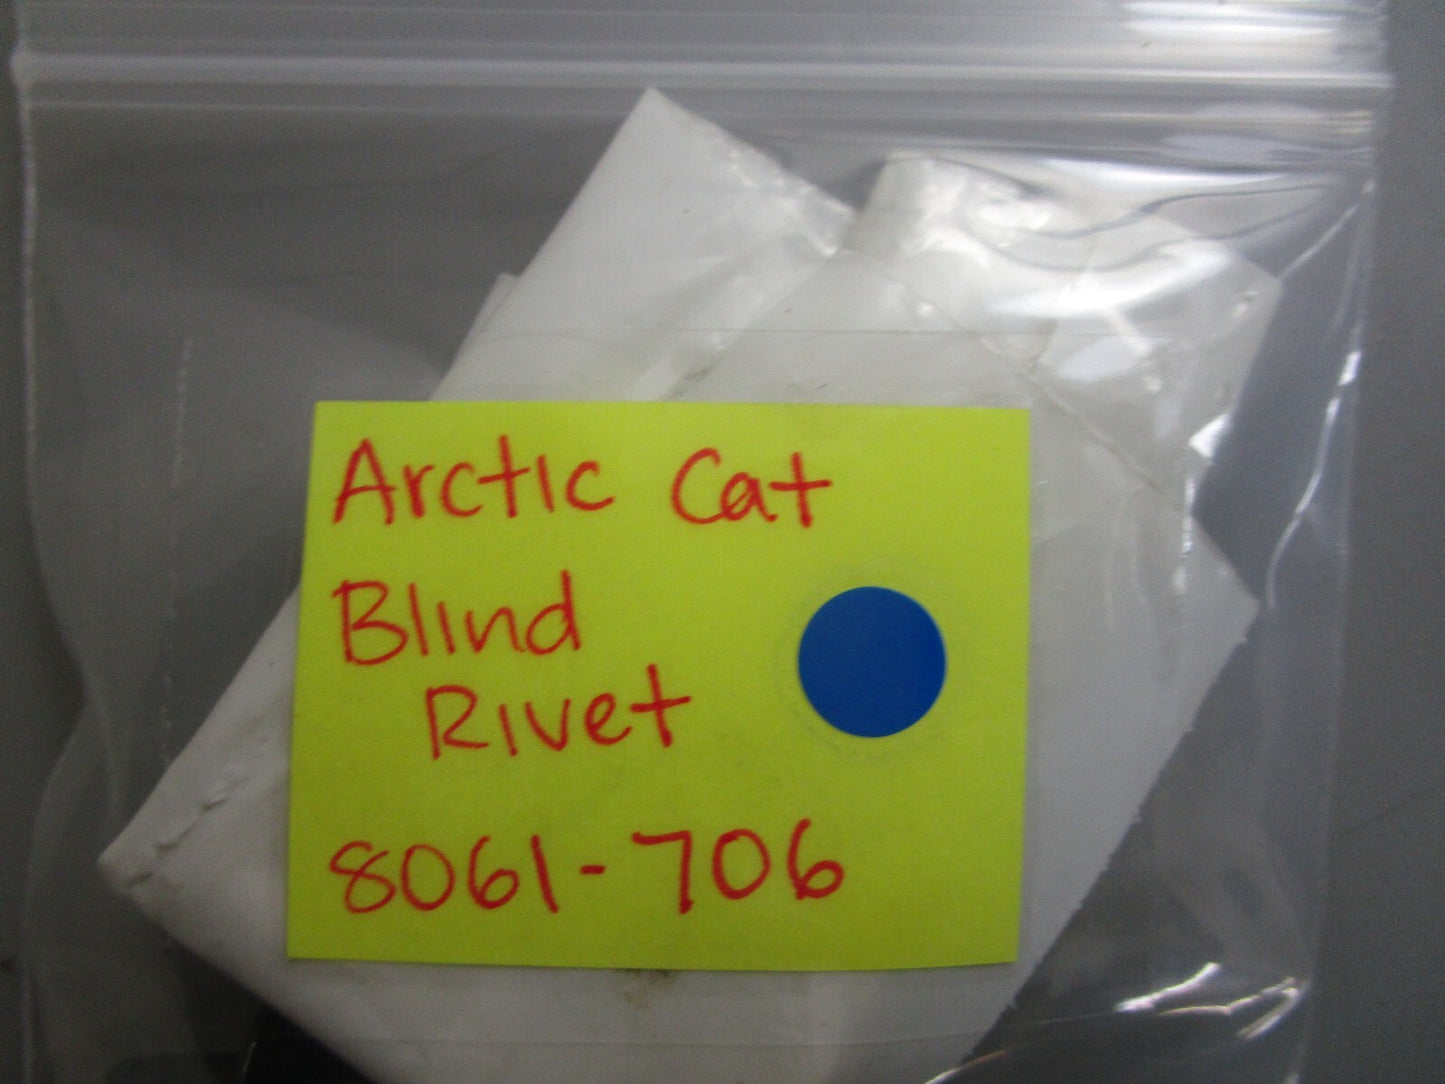 Arctic Cat
Blind
Rivet
8061-706